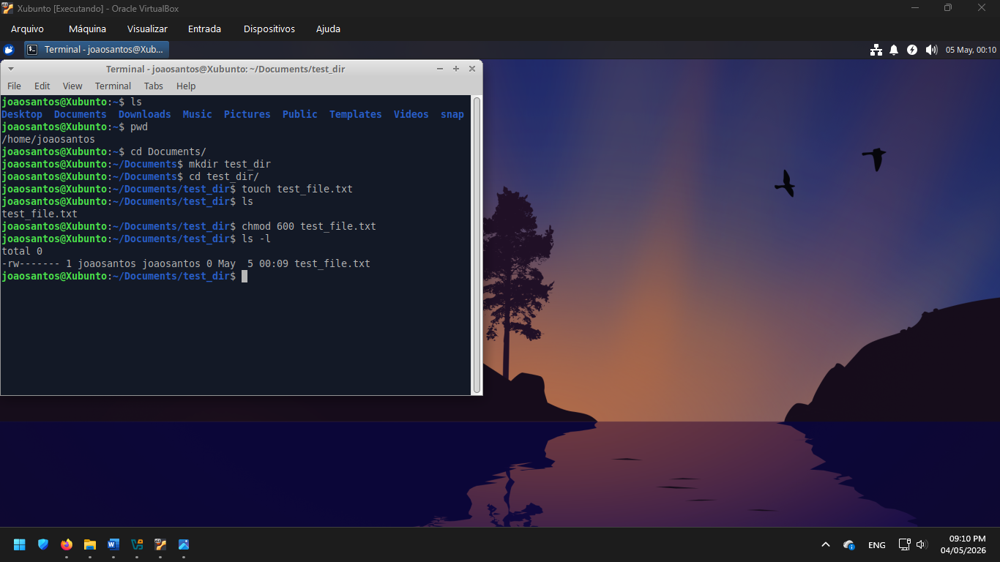 Xubunto [Executando] - Oracle VirtualBox
Arquivo Máquina Visualizar Entrada Dispositivos Ajuda
Terminal - joaosantos@Xub...
05 May, 00:10
Terminal - joaosantos@Xubunto: ~/Documents/test_dir
File Edit View Terminal Tabs Help
joaosantos@Xubunto:~$ ls
Desktop Documents Downloads Music Pictures Public Templates Videos snap
joaosantos@Xubunto:~$ pwd
/home/joaosantos
joaosantos@Xubunto:~$ cd Documents/
joaosantos@Xubunto:~/Documents$ mkdir test_dir
joaosantos@Xubunto:~/Documents$ cd test_dir/
joaosantos@Xubunto:~/Documents/test_dir$ touch test_file.txt
joaosantos@Xubunto:~/Documents/test_dir$ ls
test_file.txt
joaosantos@Xubunto:~/Documents/test_dir$ chmod 600 test_file.txt
joaosantos@Xubunto:~/Documents/test_dir$ ls -l
total 0
-rw------- 1 joaosantos joaosantos 0 May  5 00:09 test_file.txt
joaosantos@Xubunto:~/Documents/test_dir$
ENG
09:10 PM
04/05/2026